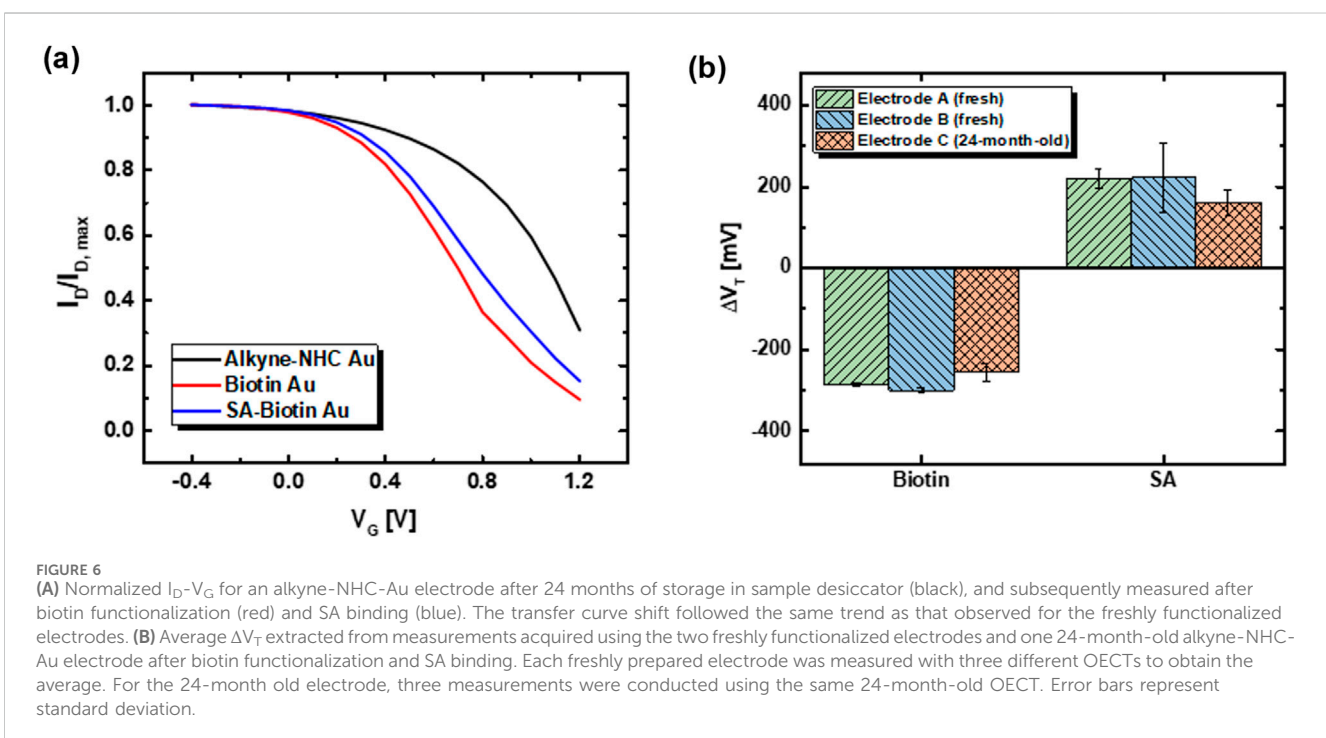 (a)
1.0
0.8
0.6
0.4
0.2
0.0
I_D/I_D, max
Alkyne-NHC Au
Biotin Au
SA-Biotin Au
-0.4 0.0 0.4 0.8 1.2
V_G [V]
(b)
400
200
0
-200
-400
ΔV_T [mV]
Electrode A (fresh)
Electrode B (fresh)
Electrode C (24-month-old)
Biotin SA
FIGURE 6
(A) Normalized I_D-V_G for an alkyne-NHC-Au electrode after 24 months of storage in sample desiccator (black), and subsequently measured after
biotin functionalization (red) and SA binding (blue). The transfer curve shift followed the same trend as that observed for the freshly functionalized
electrodes. (B) Average ΔV_T extracted from measurements acquired using the two freshly functionalized electrodes and one 24-month-old alkyne-NHC-
Au electrode after biotin functionalization and SA binding. Each freshly prepared electrode was measured with three different OECTs to obtain the
average. For the 24-month old electrode, three measurements were conducted using the same 24-month-old OECT. Error bars represent
standard deviation.